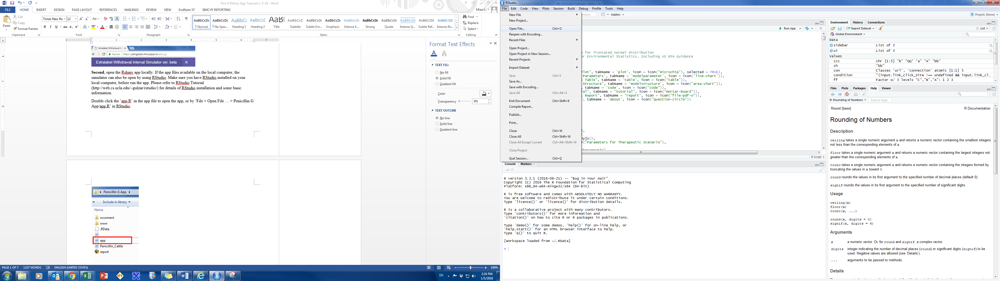 Pen G RShiny App Tutorials 1-5-18 - Word
FILE HOME INSERT DESIGN PAGE LAYOUT REFERENCES MAILINGS REVIEW VIEW EndNote X7 SIMCYP REPORTING
Miao Li
Paste
Cut
Copy
Format Painter
Clipboard
Times New Ro 12
Font
Paragraph
AaBbCcDc AaBbCcDc AaBbCc AaBbCcD AaBl AaBbCcD AaBbCcDc AaBbCcDc AaBbCcDc AaBbCcDc AaBbCcDc AaBbCcDc AABBCCDC AABBCCDC
¶ Normal ¶ No Spac... Heading 1 Heading 2 Title Subtitle Subtle Em... Emphasis Intense E... Strong Quote Intense Q... Subtle Ref... Intense Re...
Styles
Find
Replace
Select
Editing
Extralabel Withdrawal In
Secure https://pengpbpk.shinyapps.io/pen_g/
Extralabel Withdrawal Interval Simulator ver. beta
Second, open the Rshiny app locally. If the app files available on the local computer, the
simulator can also be open by using RStudio. Make sure you have RStudio installed on your
local computer, before run the app. Please refer to RStudio Tutorial
(http://web.cs.ucla.edu/~gulzar/rstudio/) for details of RStudio installation and some basic
information.
Double click the ‘app.R’ in the app file to open the app, or by ‘File > Open File … > Penicillin G
App/app.R’ in RStudio.
Penicillin G App
Include in library
Name
rsconnect
www
.RData
app
Penicillin_Cattle
report
Format Text Effects
TEXT FILL
No fill
Solid fill
Gradient fill
Color
Transparency 0%
TEXT OUTLINE
No line
Solid line
Gradient line
PAGE 1 OF 7 1227 WORDS ENGLISH (UNITED STATES)
100%
RStudio
File Edit Code View Plots Session Build Debug Profile Tools Help
Addins
Project: (None)
New File
New Project...
Open File... Ctrl+O
Reopen with Encoding...
Recent Files
Open Project...
Open Project in New Session...
Recent Projects
Import Dataset
Save Ctrl+S
Save As...
Save with Encoding...
Save All Ctrl+Alt+S
Knit Document Ctrl+Shift+K
Compile Report...
Publish...
Print...
Close Ctrl+W
Close All Ctrl+Shift+W
Close All Except Current Ctrl+Alt+Shift+W
Close Project
Quit Session... Ctrl+Q
Run App
e for Truncated normal distribution
or Environmental Statistics, Including US EPA Guidance
Plot", tabName = 'plot', icon = icon("microchip"), selected = TRUE),
Parameters', tabName = 'modelparameter', icon = icon('line-chart')),
t Table", tabName = 'table', icon = icon("table")),
Structure", tabName = 'modelstructure', icon = icon("area-chart")),
, tabName = 'code', icon = icon("code")),
ial", tabName = "tutorial", icon = icon("mortar-board")),
t Report", tabName = "report", icon = icon("file-pdf-o")),
, tabName = 'about', icon = icon("question-circle"))
2,
(
nyjs(),
4("Parameters for Therapeutic Scenario"),
R Script
Console Markers
~/
R version 3.3.1 (2016-06-21) -- "Bug in Your Hair"
Copyright (C) 2016 The R Foundation for Statistical Computing
Platform: x86_64-w64-mingw32/x64 (64-bit)
R is free software and comes with ABSOLUTELY NO WARRANTY.
You are welcome to redistribute it under certain conditions.
Type 'license()' or 'licence()' for distribution details.
R is a collaborative project with many contributors.
Type 'contributors()' for more information and
'citation()' on how to cite R or R packages in publications.
Type 'demo()' for some demos, 'help()' for on-line help, or
'help.start()' for an HTML browser interface to help.
Type 'q()' to quit R.
[Workspace loaded from ~/.RData]
>
Environment History Connections
Import Dataset
List
Global Environment
Data
sidebar List of 3
ui List of 3
Values
ccc chr [1:5] "b" "QQ" "a" "A" "bb"
ch "bb"
con Classes 'url', 'connection' atomic [1:1] 5
condition "(input.link_click_Site !== undefined && input.link_cl…
ff Factor w/ 3 levels "C","B","A": 1 2 3
Files Plots Packages Help Viewer
R: Rounding of Numbers Find in Topic
Round {base} R Documentation
Rounding of Numbers
Description
ceiling takes a single numeric argument x and returns a numeric vector containing the smallest integers
not less than the corresponding elements of x.
floor takes a single numeric argument x and returns a numeric vector containing the largest integers not
greater than the corresponding elements of x.
trunc takes a single numeric argument x and returns a numeric vector containing the integers formed by
truncating the values in x toward 0.
round rounds the values in its first argument to the specified number of decimal places (default 0).
signif rounds the values in its first argument to the specified number of significant digits.
Usage
ceiling(x)
floor(x)
trunc(x, ...)
round(x, digits = 0)
signif(x, digits = 6)
Arguments
x a numeric vector. Or, for round and signif, a complex vector.
digits integer indicating the number of decimal places (round) or significant digits (signif) to be
used. Negative values are allowed (see ‘Details’).
... arguments to be passed to methods.
Details
EN
2:24 PM
1/5/2018